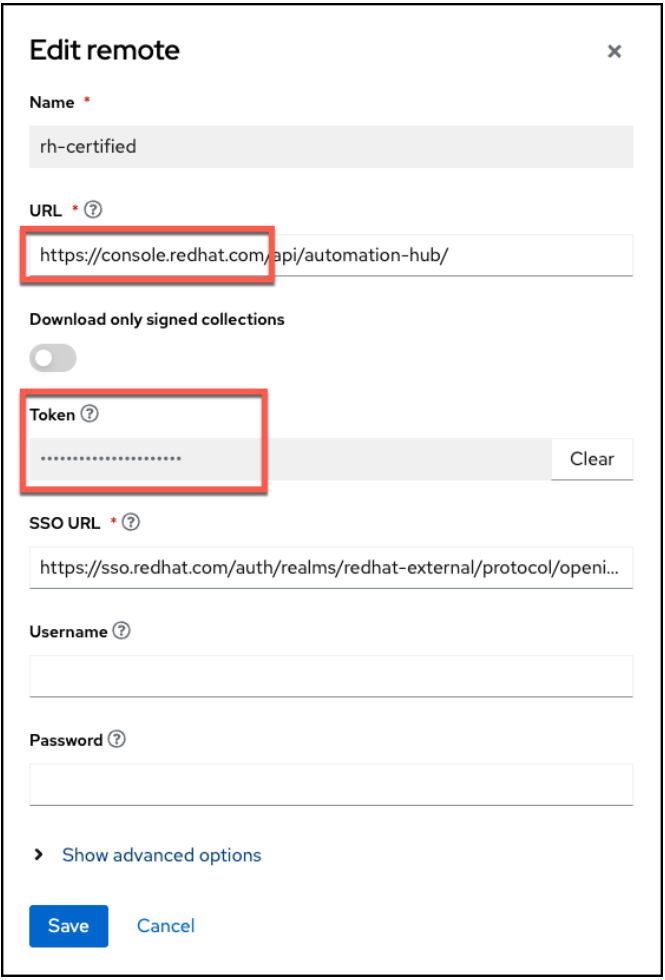 Edit remote
Name *
rh-certified
URL *
https://console.redhat.com/api/automation-hub/
Download only signed collections
Token
••••••••••••••••••••••
Clear
SSO URL *
https://sso.redhat.com/auth/realms/redhat-external/protocol/openi...
Username
Password
Show advanced options
Save
Cancel